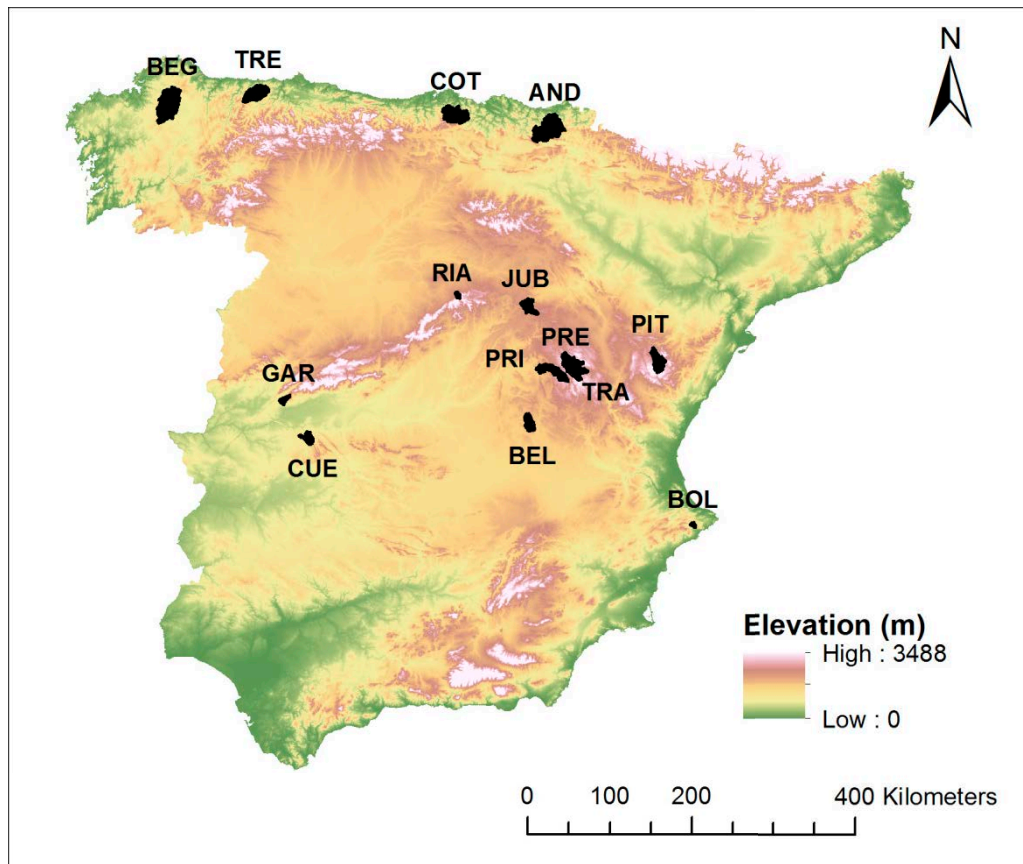 N
BEG
TRE
COT
AND
RIA
JUB
PRE
PIT
PRI
GAR
TRA
CUE
BEL
BOL
Elevation (m)
High : 3488
Low : 0
0 100 200 400 Kilometers